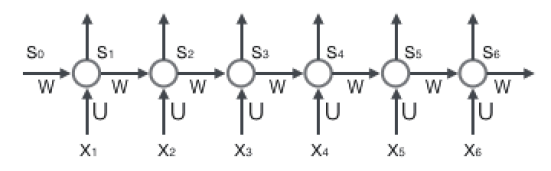 S0 S1 S2 S3 S4 S5 S6
W W W W W W W
U U U U U U
X1 X2 X3 X4 X5 X6